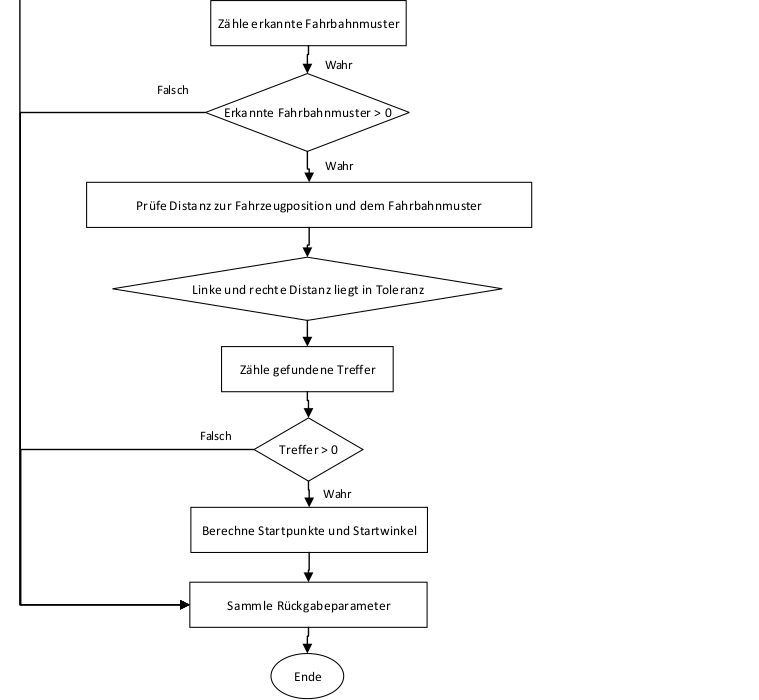 Zähle erkannte Fahrbahnmuster
Wahr
Falsch
Erkannte Fahrbahnmuster > 0
Wahr
Prüfe Distanz zur Fahrzeugposition und dem Fahrbahnmuster
Linke und rechte Distanz liegt in Toleranz
Zähle gefundene Treffer
Falsch
Treffer > 0
Wahr
Berechne Startpunkte und Startwinkel
Sammle Rückgabeparameter
Ende